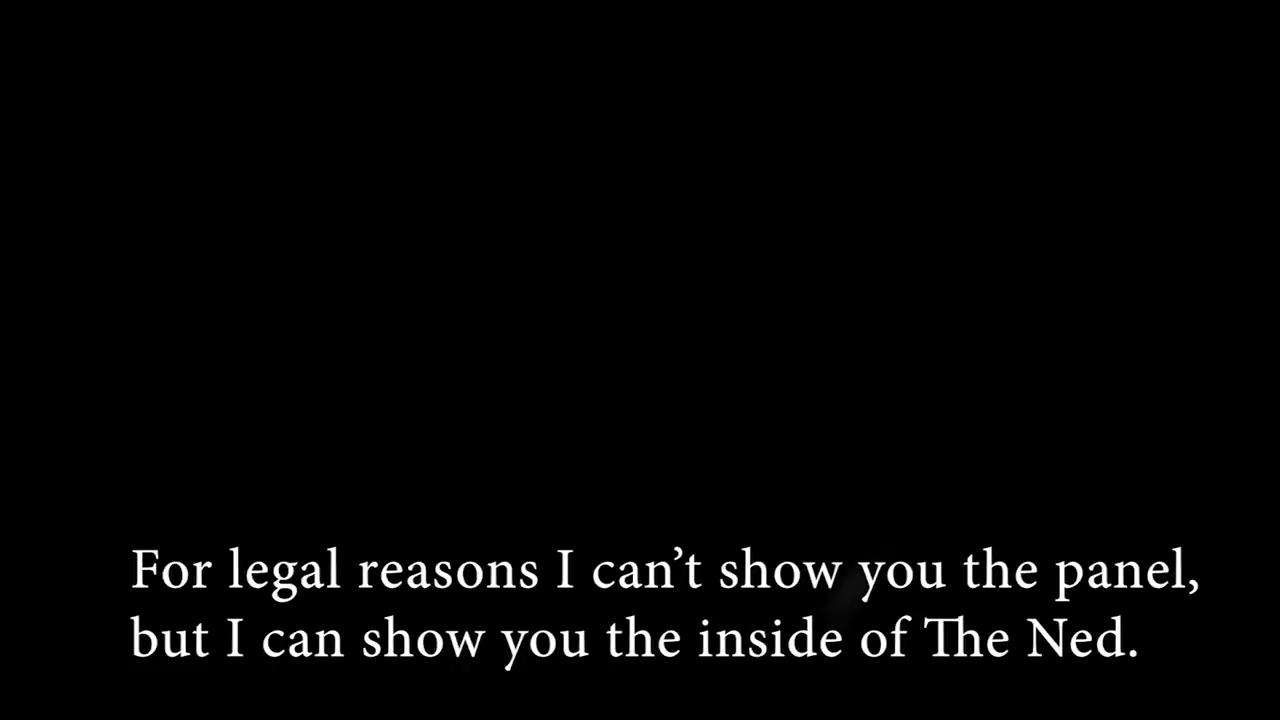 For legal reasons I can’t show you the panel,
but I can show you the inside of The Ned.